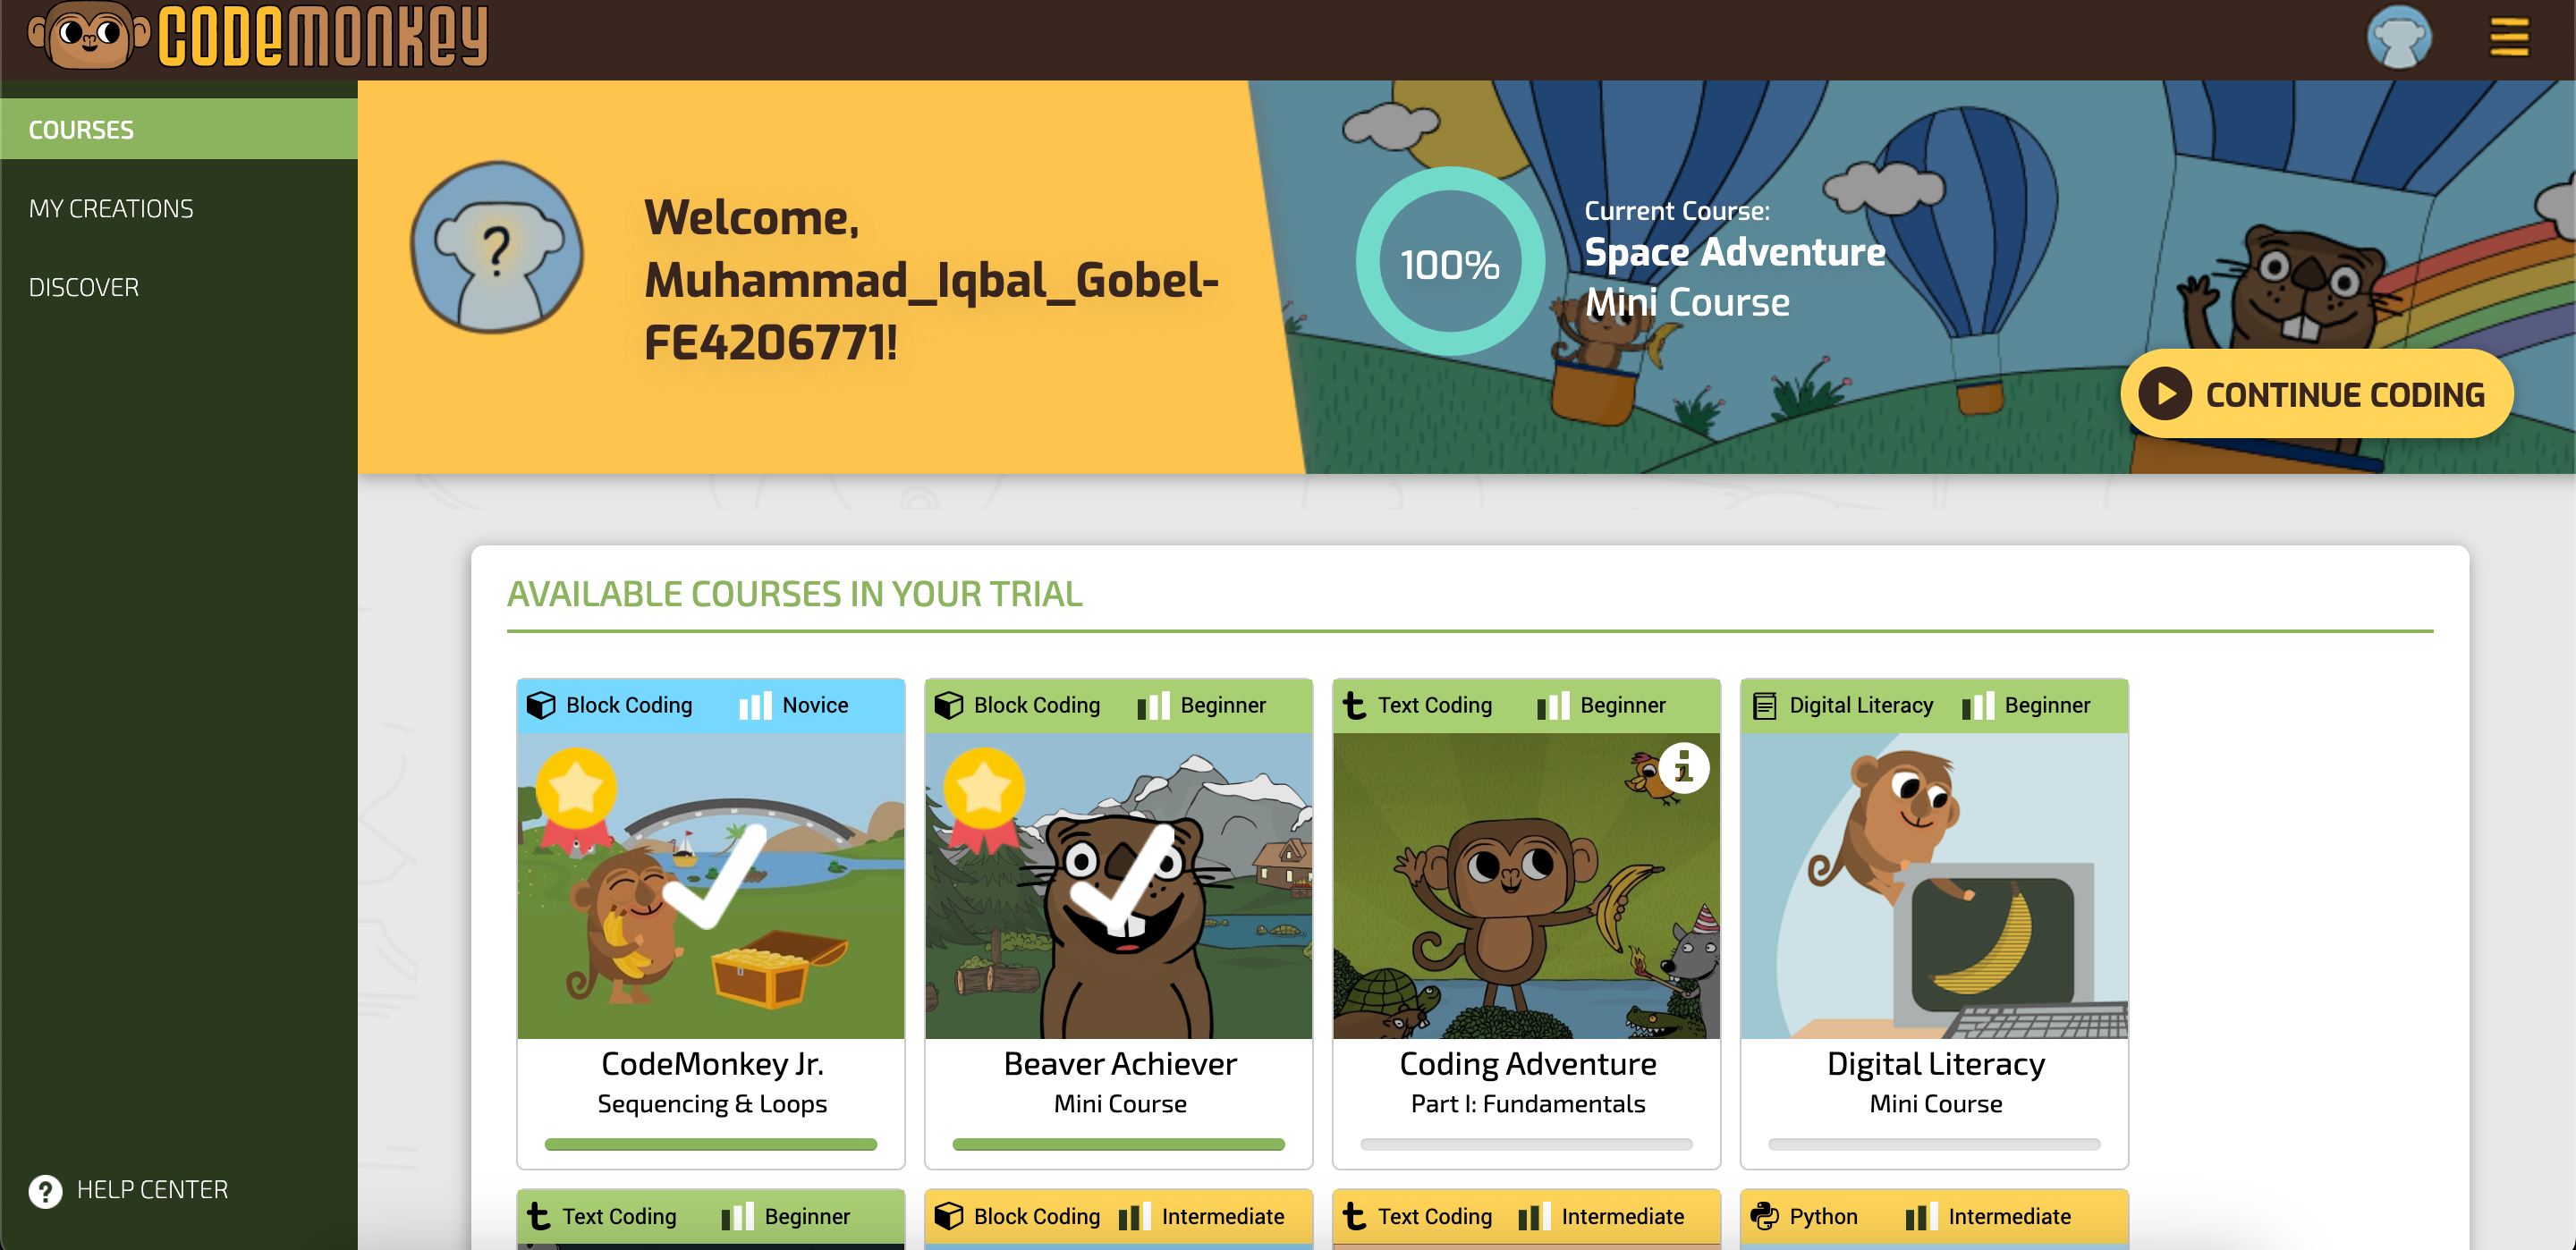 CODEMONKEY
COURSES
MY CREATIONS
DISCOVER
HELP CENTER
Welcome,
Muhammad_Iqbal_Gobel-
FE4206771!
100%
Current Course:
Space Adventure
Mini Course
CONTINUE CODING
AVAILABLE COURSES IN YOUR TRIAL
Block Coding Novice
CodeMonkey Jr.
Sequencing & Loops
Block Coding Beginner
Beaver Achiever
Mini Course
Text Coding Beginner
Coding Adventure
Part I: Fundamentals
Digital Literacy Beginner
Digital Literacy
Mini Course
Text Coding Beginner
Block Coding Intermediate
Text Coding Intermediate
Python Intermediate